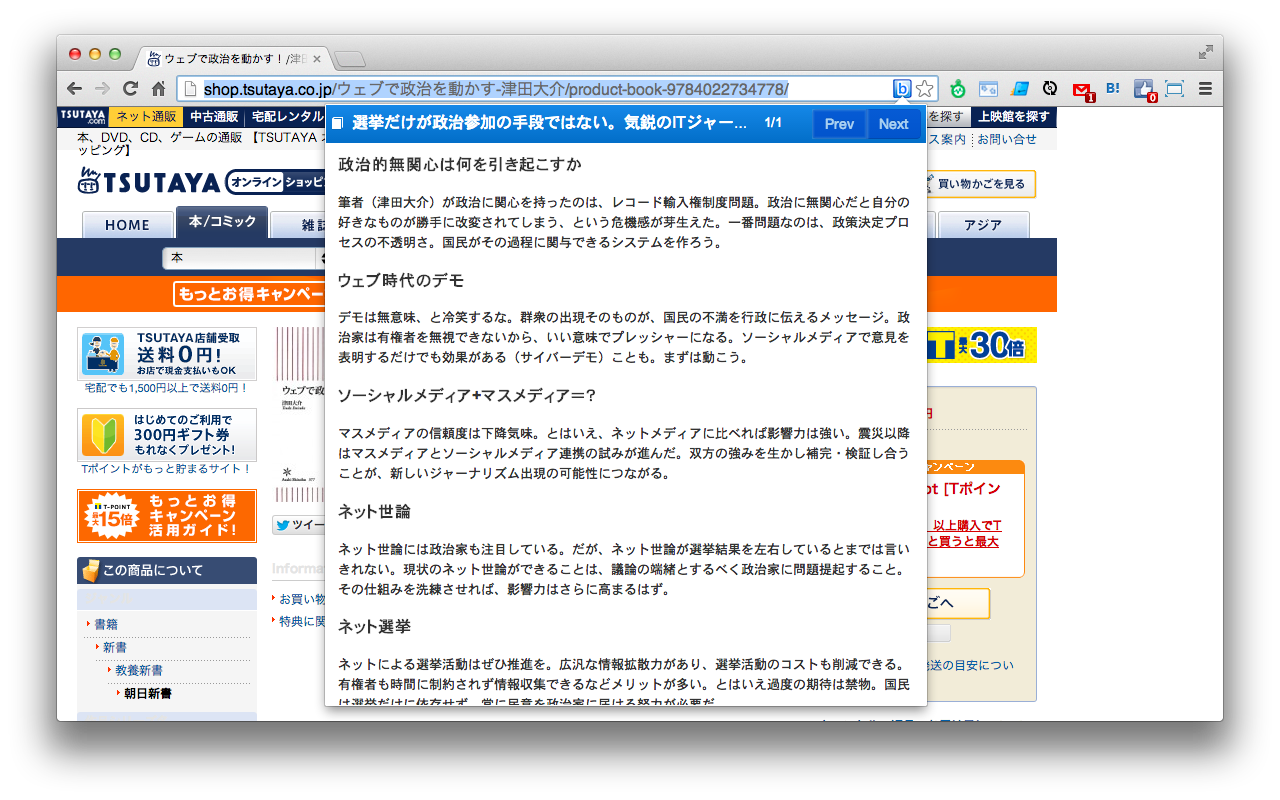 ウェブで政治を動かす！/津田
shop.tsutaya.co.jp/ウェブで政治を動かす-津田大介/product-book-9784022734778/
b
1
B!
0
TSUTAYA.com
ネット通販
中古通販
宅配レンタル
を探す
上映館を探す
本、DVD、CD、ゲームの通販 【TSUTAYA オ
ッピング】
ス案内
お問い合せ
TSUTAYA
オンライン
ショッピン
買い物かごを見る
HOME
本/コミック
雑誌
アジア
本
もっとお得キャンペー
選挙だけが政治参加の手段ではない。気鋭のITジャー...
1/1
Prev
Next
政治的無関心は何を引き起こすか
筆者（津田大介）が政治に関心を持ったのは、レコード輸入権制度問題。政治に無関心だと自分の
好きなものが勝手に改変されてしまう、という危機感が芽生えた。一番問題なのは、政策決定プロ
セスの不透明さ。国民がその過程に関与できるシステムを作ろう。
ウェブ時代のデモ
デモは無意味、と冷笑するな。群衆の出現そのものが、国民の不満を行政に伝えるメッセージ。政
治家は有権者を無視できないから、いい意味でプレッシャーになる。ソーシャルメディアで意見を
表明するだけでも効果がある（サイバーデモ）ことも。まずは動こう。
ソーシャルメディア+マスメディア＝?
マスメディアの信頼度は下降気味。とはいえ、ネットメディアに比べれば影響力は強い。震災以降
はマスメディアとソーシャルメディア連携の試みが進んだ。双方の強みを生かし補完・検証し合う
ことが、新しいジャーナリズム出現の可能性につながる。
ネット世論
ネット世論には政治家も注目している。だが、ネット世論が選挙結果を左右しているとまでは言い
きれない。現状のネット世論ができることは、議論の端緒とするべく政治家に問題提起すること。
その仕組みを洗練させれば、影響力はさらに高まるはず。
ネット選挙
ネットによる選挙活動はぜひ推進を。広汎な情報拡散力があり、選挙活動のコストも削減できる。
有権者も時間に制約されず情報収集できるなどメリットが多い。とはいえ過度の期待は禁物。国民
は選挙だけに依存せず、常に民意を政治家に届ける努力が必要だ
TSUTAYA店舗受取
送料0円!
お店で現金支払いもOK
宅配でも1,500円以上で送料0円！
はじめてのご利用で
300円ギフト券
もれなくプレゼント!
Tポイントがもっと貯まるサイト！
T-POINT
最大15倍
もっとお得
キャンペーン
活用ガイド!
この商品について
書籍
新書
教養新書
朝日新書
ウェブで政
津田大介
Asahi Shinsho 377
ツイー
Informa
お買い物
特典に関
T
最大30倍
円
ャンペーン
ot [Tポイン
以上購入でT
と買うと最大
ごへ
発送の目安につい